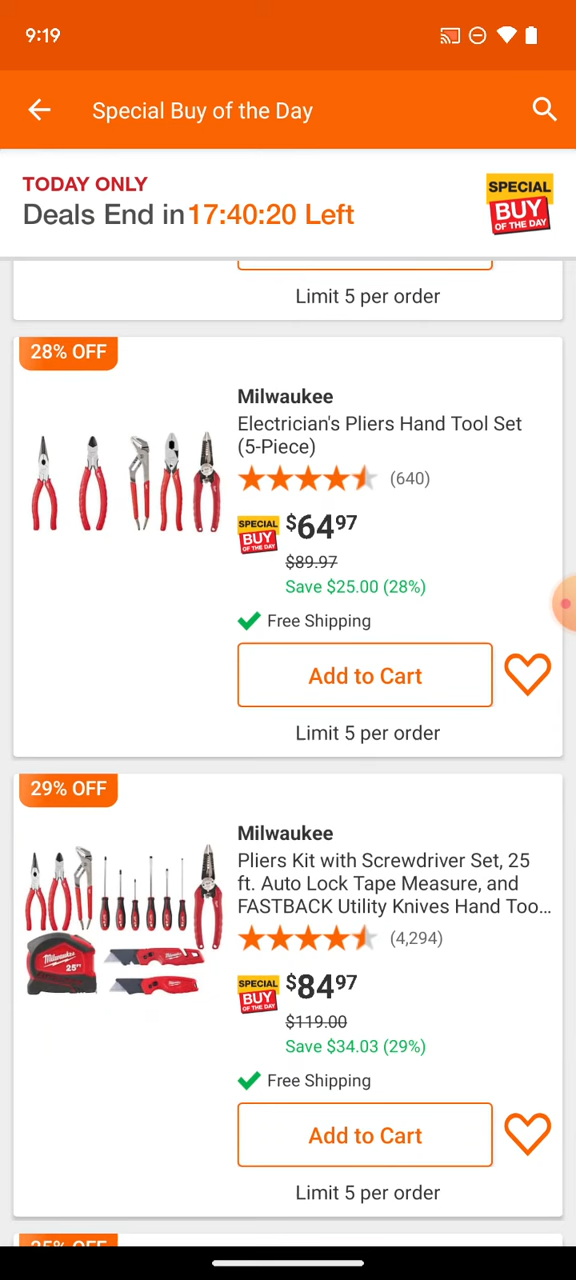 9:19
Special Buy of the Day
TODAY ONLY
Deals End in 17:40:20 Left
SPECIAL
BUY
OF THE DAY
Limit 5 per order
28% OFF
Milwaukee
Electrician's Pliers Hand Tool Set
(5-Piece)
(640)
SPECIAL
BUY
OF THE DAY
$6497
$89.97
Save $25.00 (28%)
Free Shipping
Add to Cart
Limit 5 per order
29% OFF
Milwaukee
Pliers Kit with Screwdriver Set, 25
ft. Auto Lock Tape Measure, and
FASTBACK Utility Knives Hand Too...
Milwaukee
25FT
(4,294)
SPECIAL
BUY
OF THE DAY
$8497
$119.00
Save $34.03 (29%)
Free Shipping
Add to Cart
Limit 5 per order